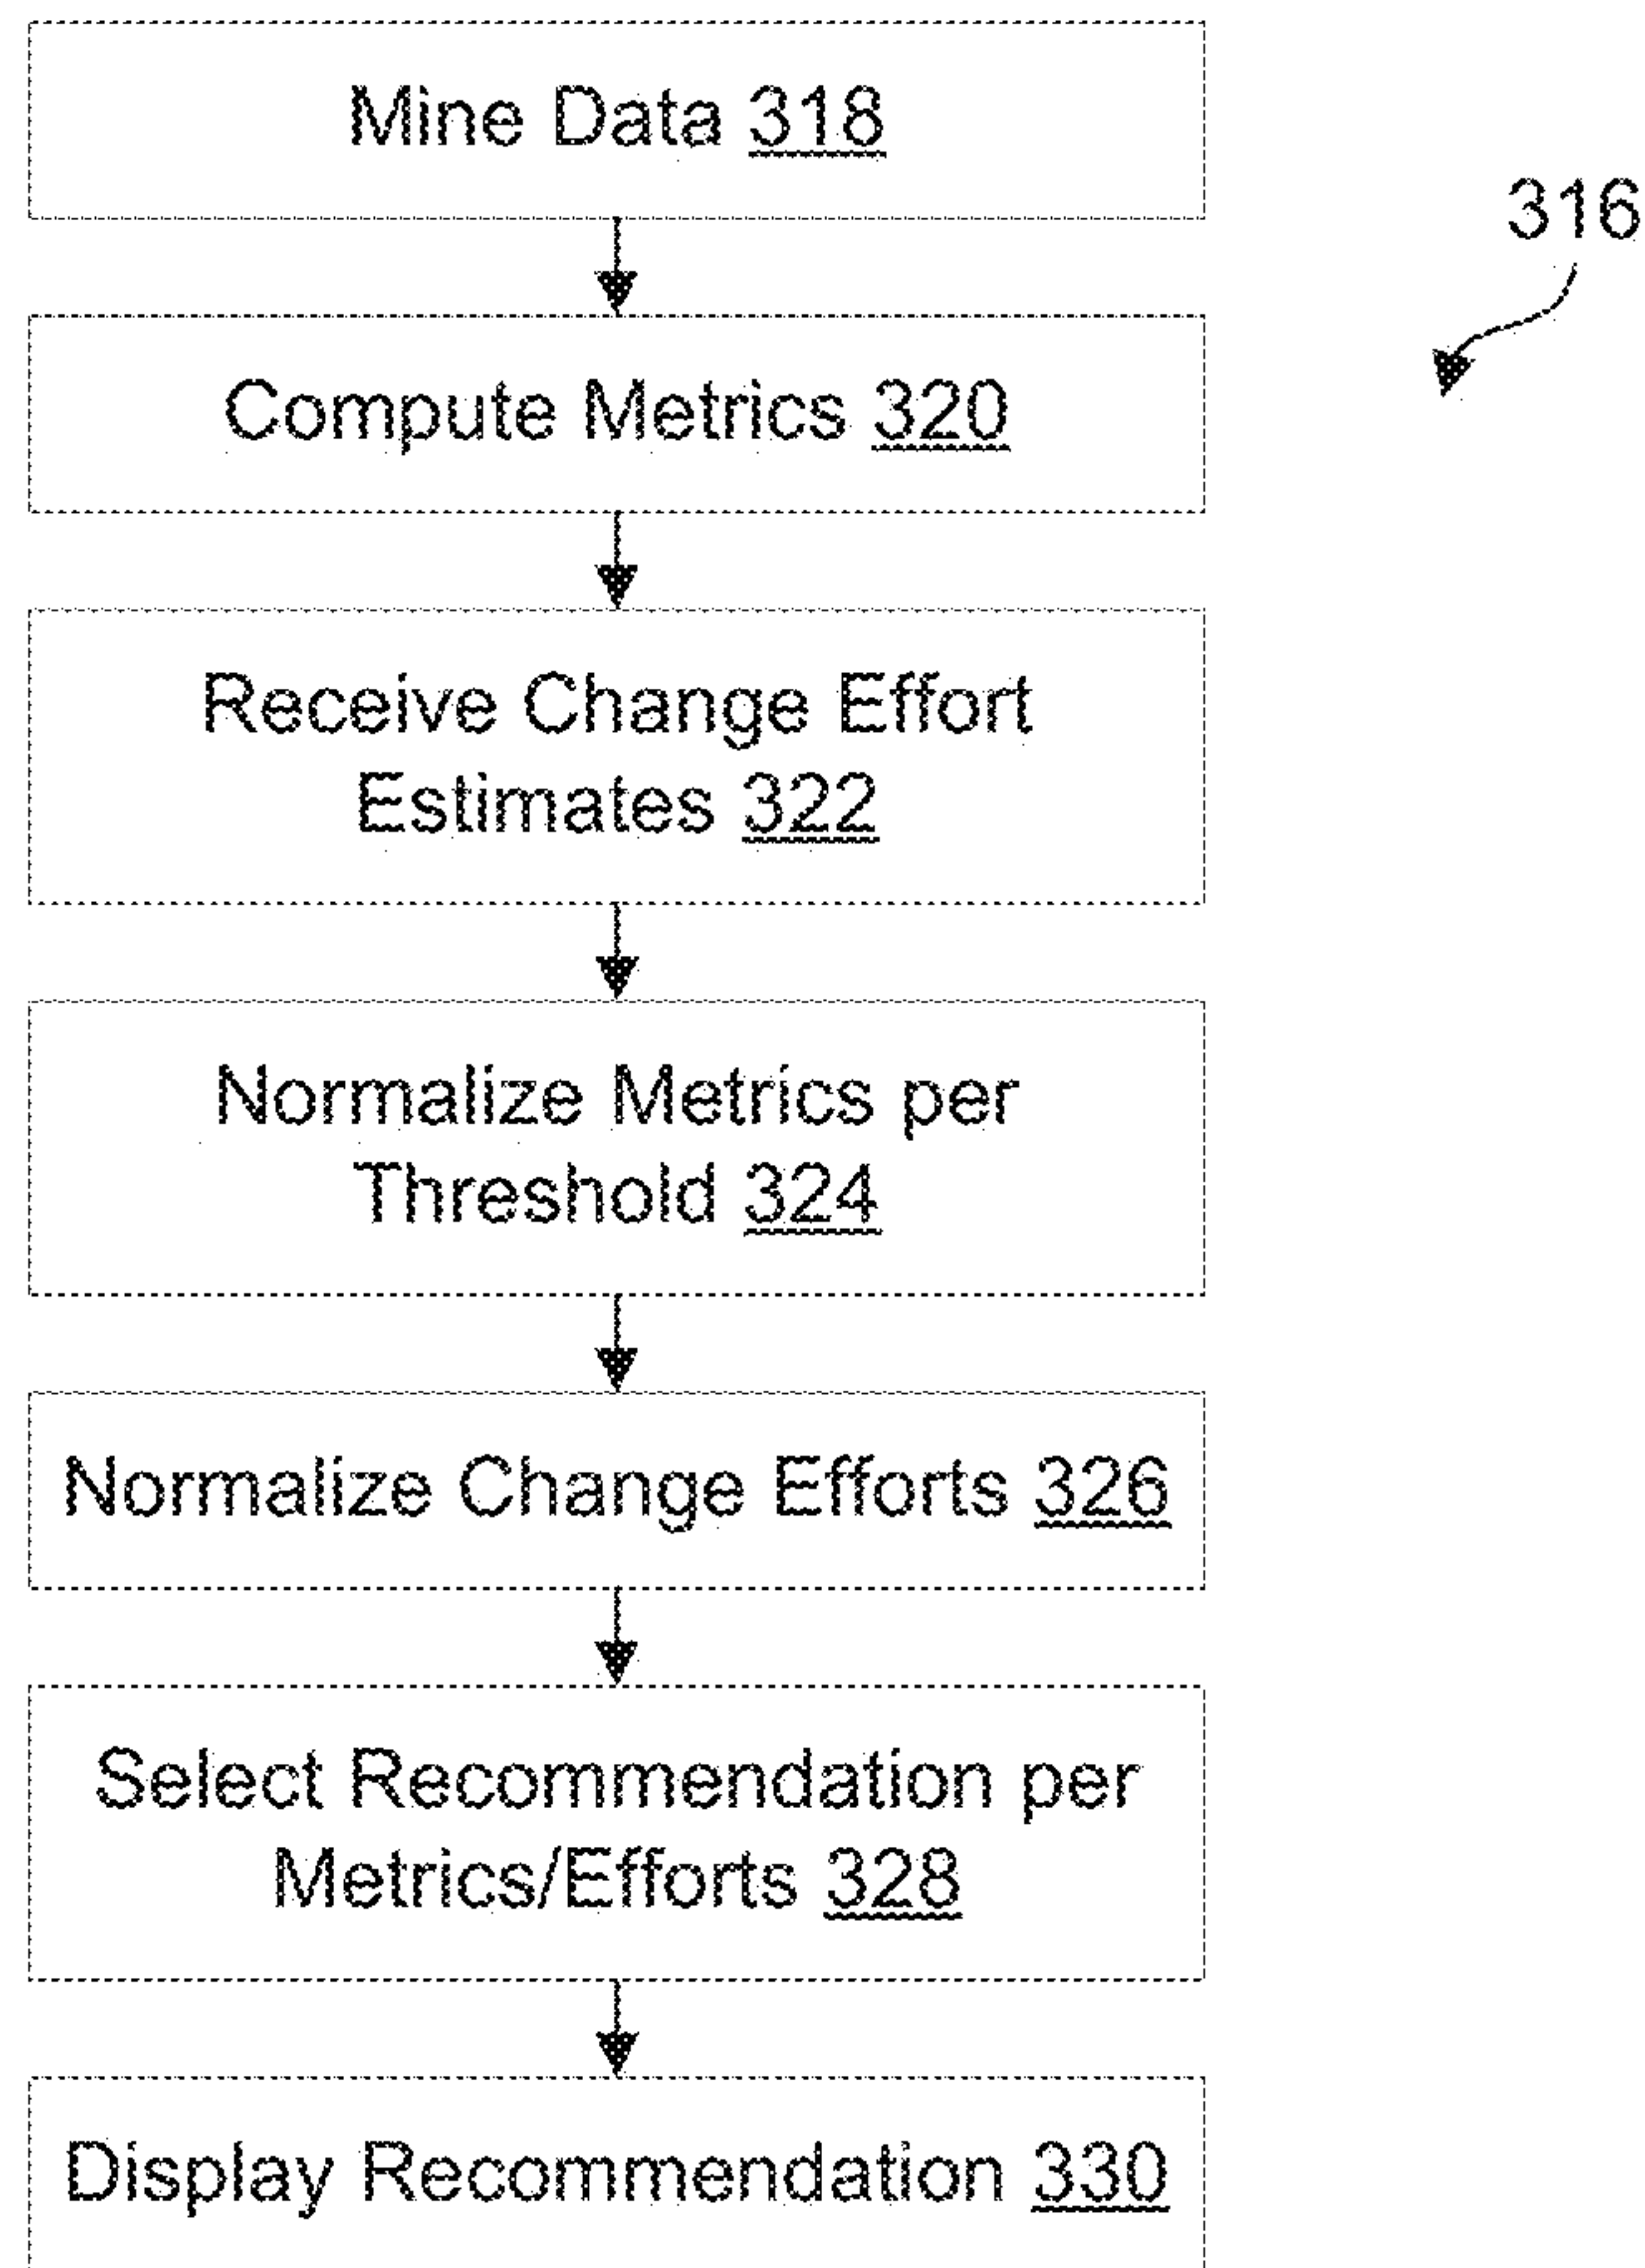 Mine Data 318
316
Compute Metrics 320
Receive Change Effort
Estimates 322
Normalize Metrics per
Threshold 324
Normalize Change Efforts 326
Select Recommendation per
Metrics/Efforts 328
Display Recommendation 330